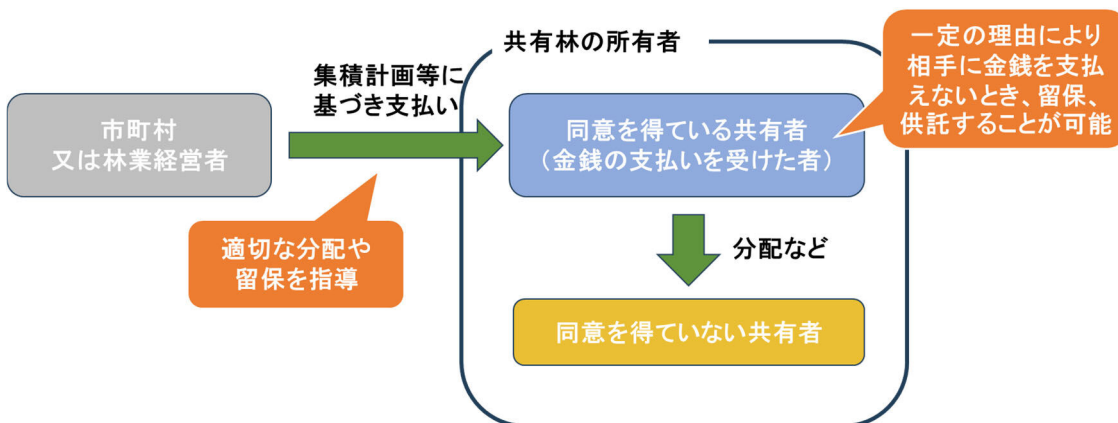 共有林の所有者
一定の理由により
相手に金銭を支払
えないとき、留保、
供託することが可能
集積計画等に
基づき支払い
市町村
又は林業経営者
同意を得ている共有者
（金銭の支払いを受けた者）
適切な分配や
留保を指導
分配など
同意を得ていない共有者